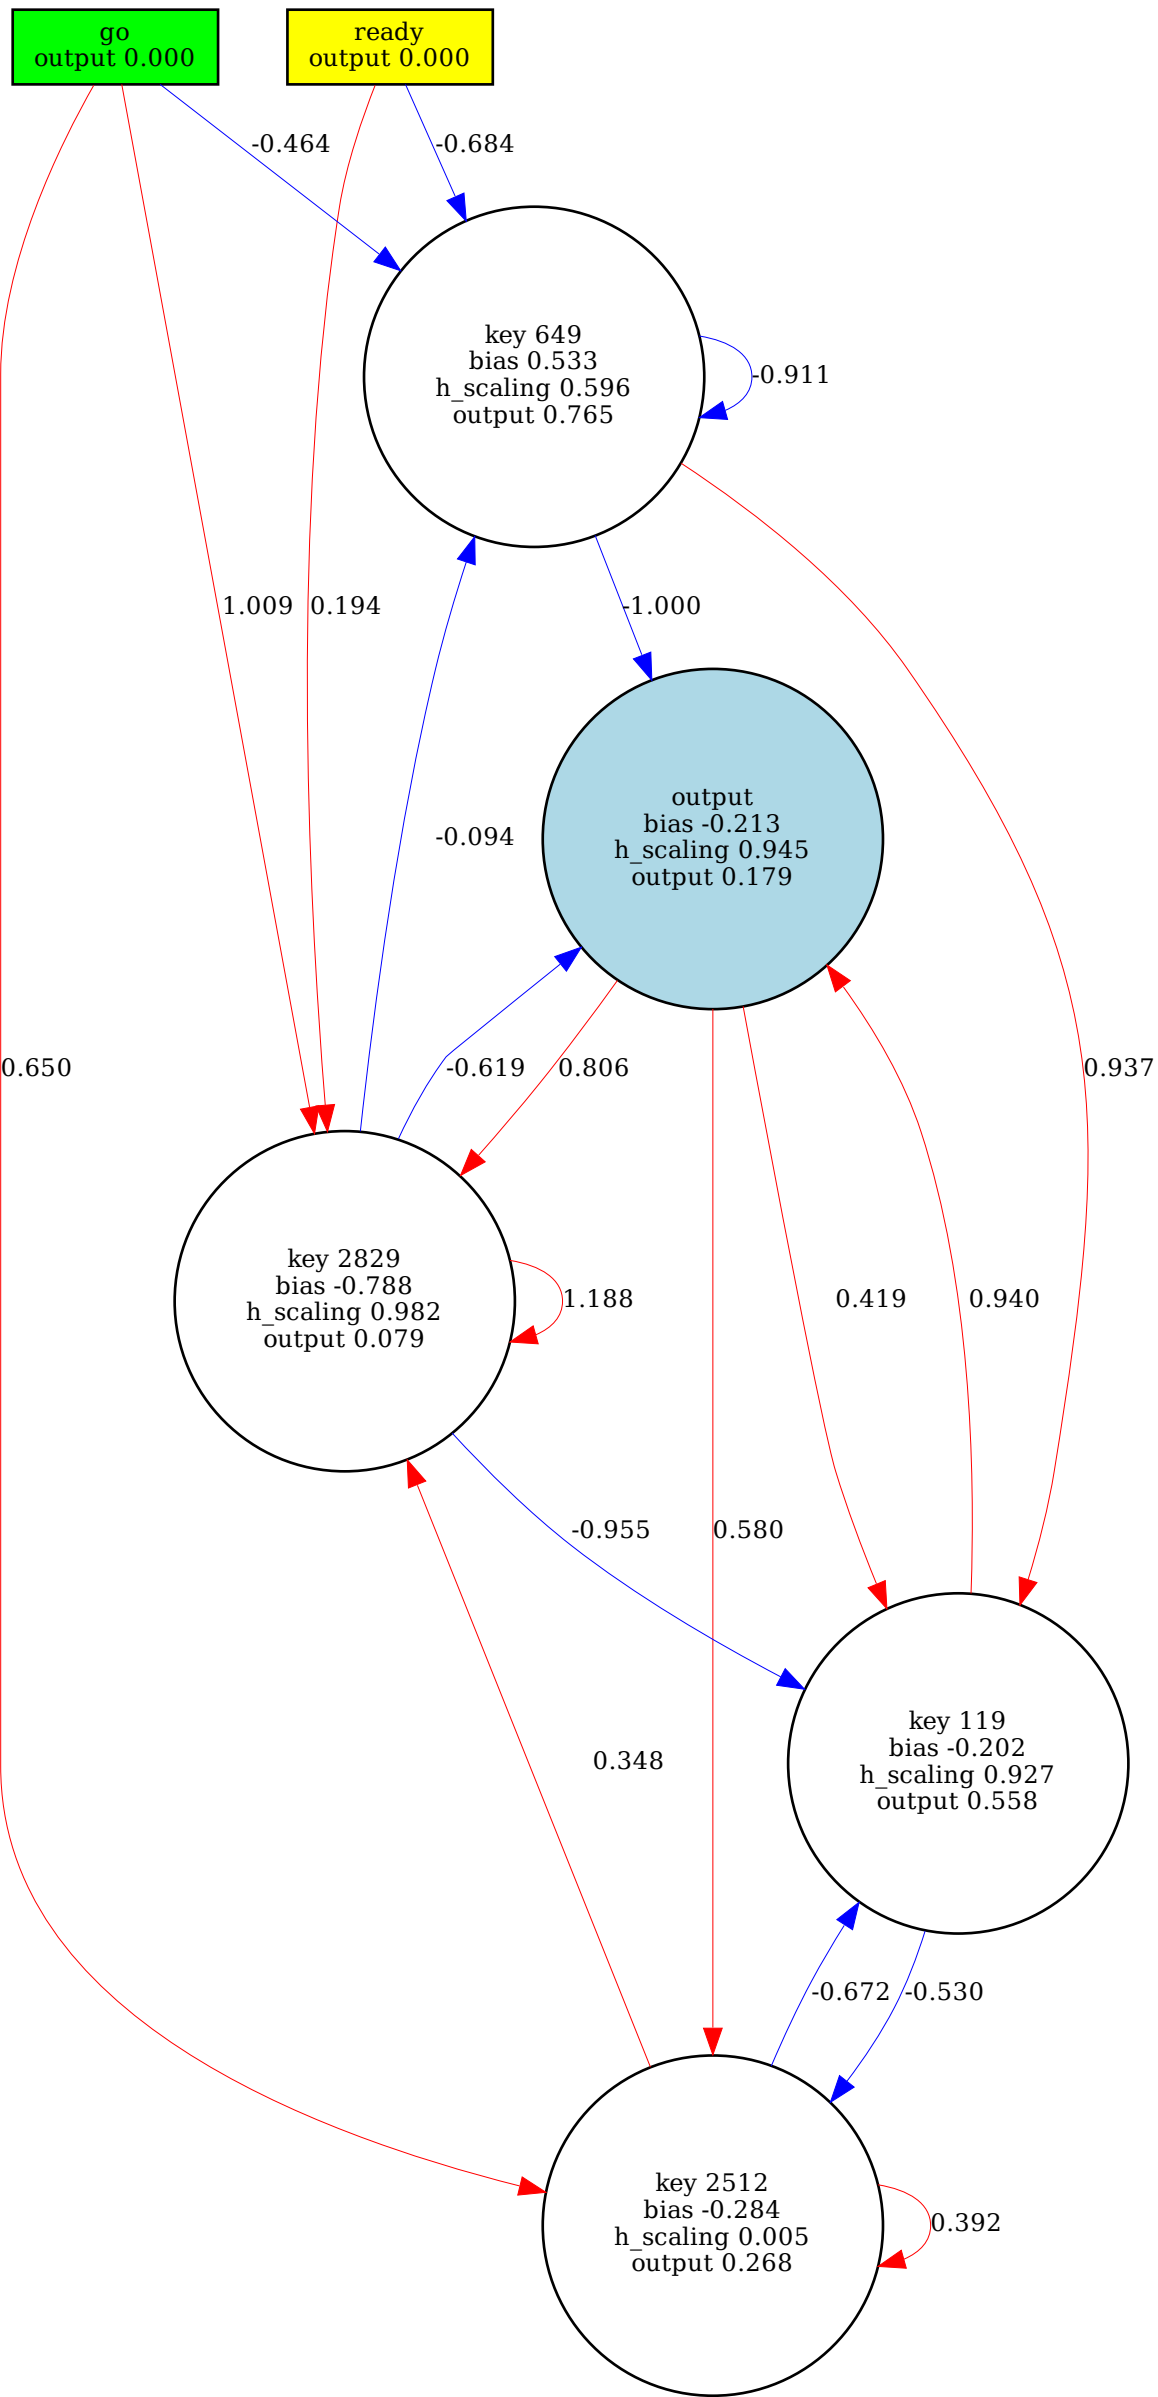 go
output 0.000
ready
output 0.000
-0.464
-0.684
key 649
bias 0.533
h_scaling 0.596
output 0.765
-0.911
1.009
0.194
-1.000
output
bias -0.213
h_scaling 0.945
output 0.179
-0.094
0.650
-0.619
0.806
0.937
key 2829
bias -0.788
h_scaling 0.982
output 0.079
1.188
0.419
0.940
-0.955
0.580
key 119
bias -0.202
h_scaling 0.927
output 0.558
0.348
-0.672
-0.530
key 2512
bias -0.284
h_scaling 0.005
output 0.268
0.392